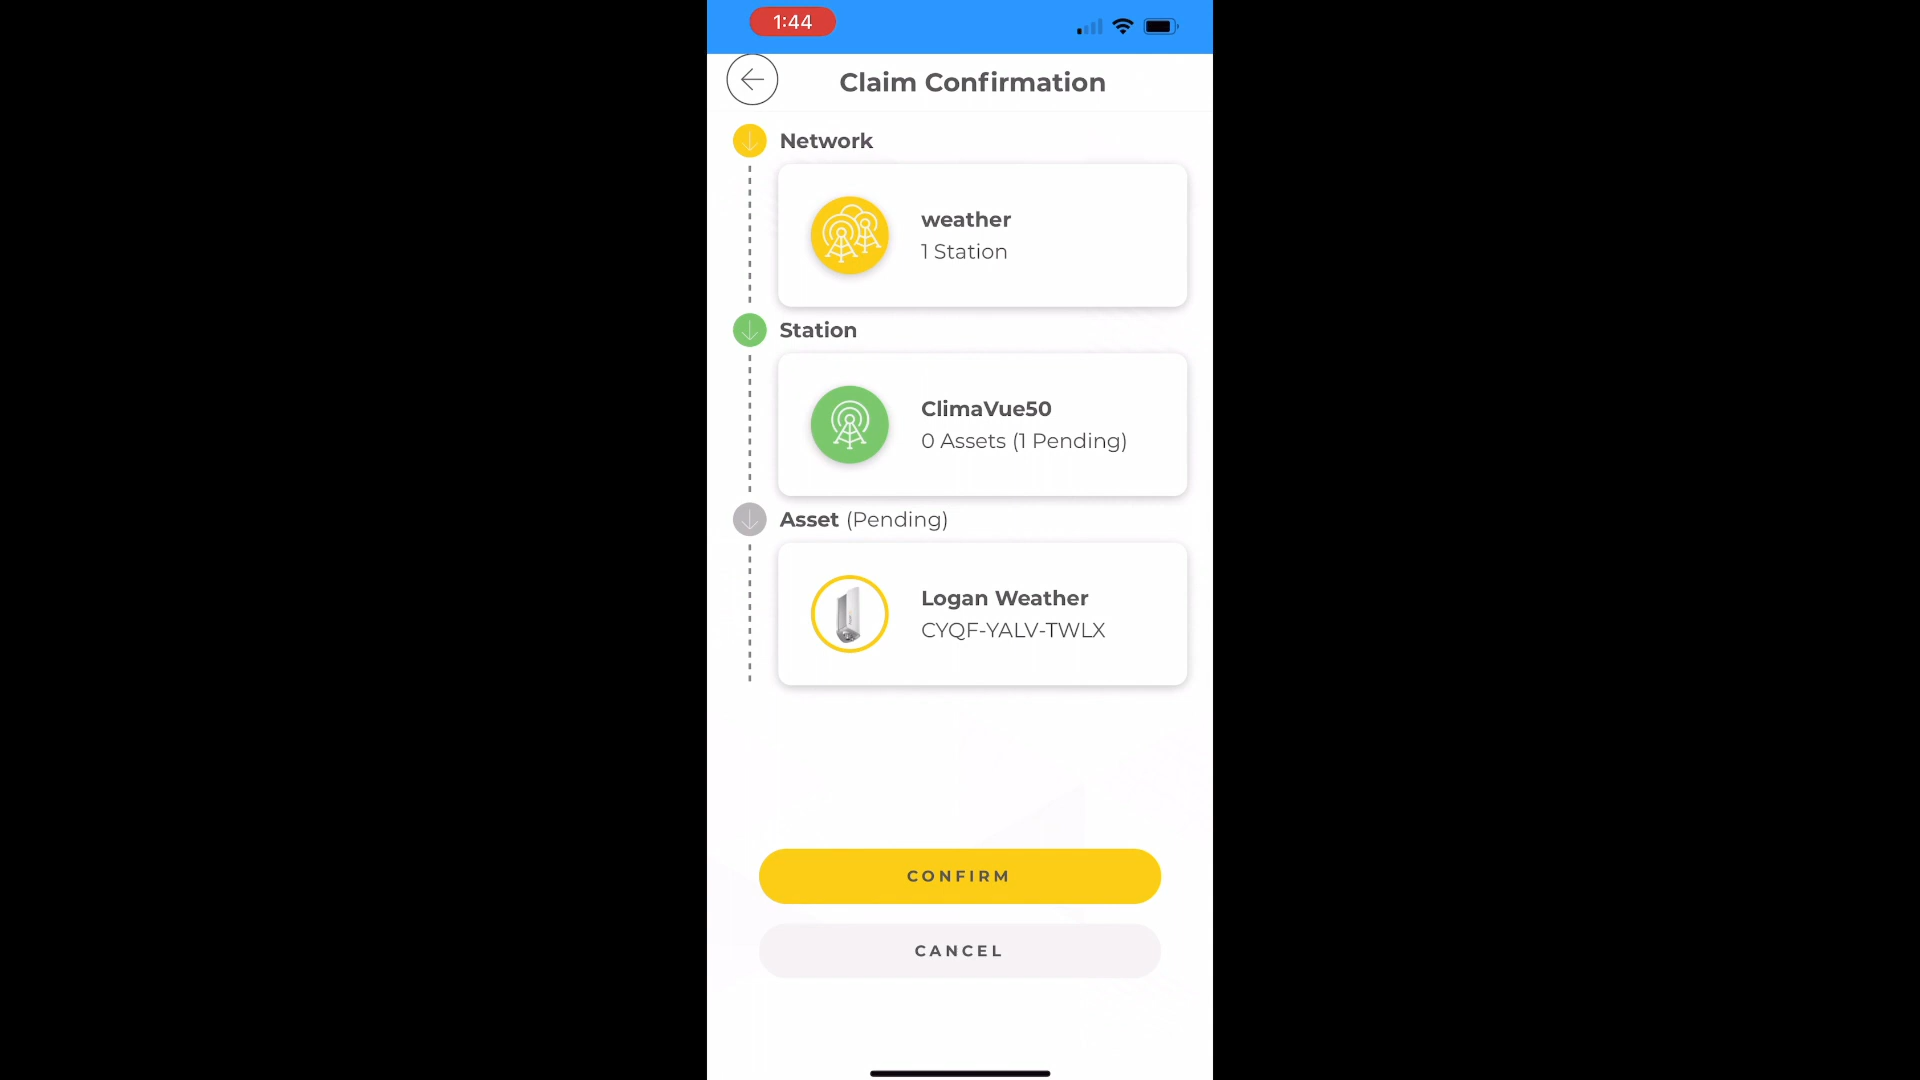 1:44
Claim Confirmation
Network
weather
1 Station
Station
ClimaVue50
0 Assets (1 Pending)
Asset (Pending)
Logan Weather
CYQF-YALV-TWLX
CONFIRM
CANCEL